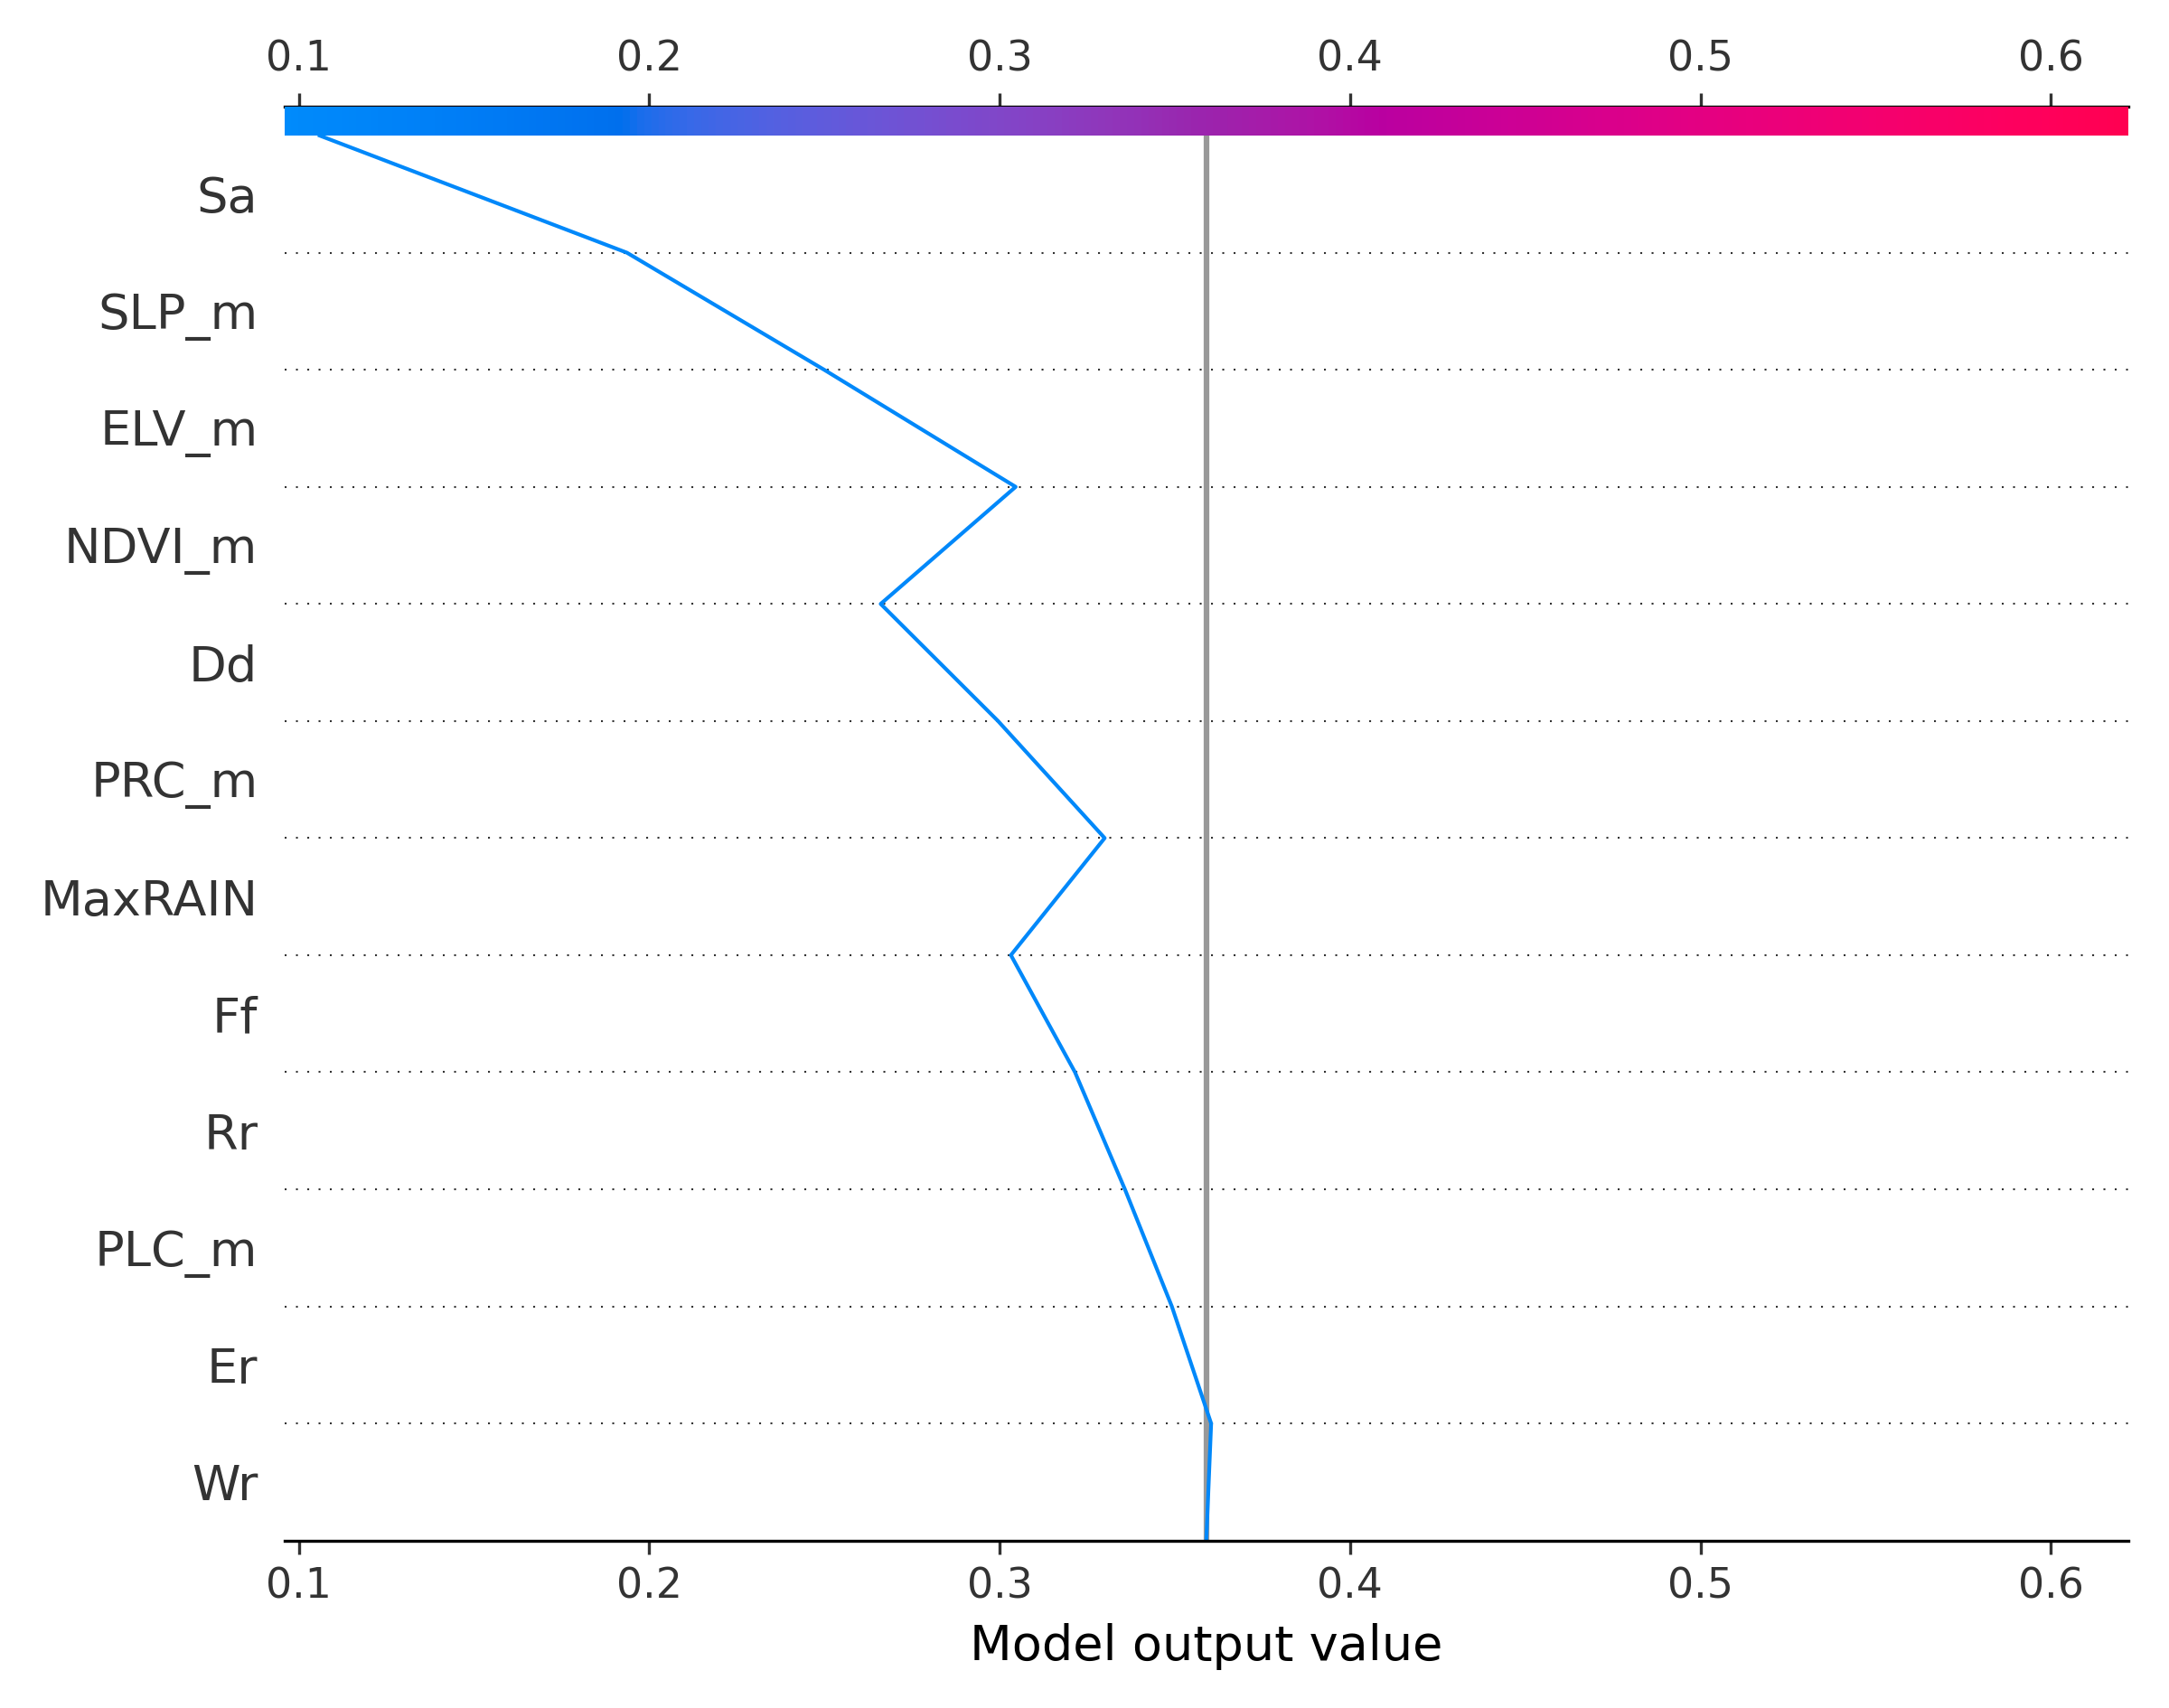 0.1 0.2 0.3 0.4 0.5 0.6
Sa
SLP_m
ELV_m
NDVI_m
Dd
PRC_m
MaxRAIN
Ff
Rr
PLC_m
Er
Wr
0.1 0.2 0.3 0.4 0.5 0.6
Model output value